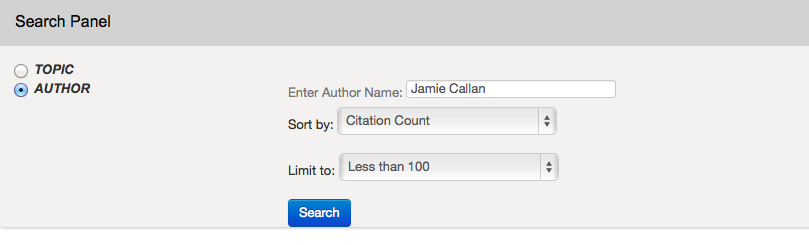 Search Panel
TOPIC
AUTHOR
Enter Author Name: Jamie Callan
Sort by: Citation Count
Limit to: Less than 100
Search